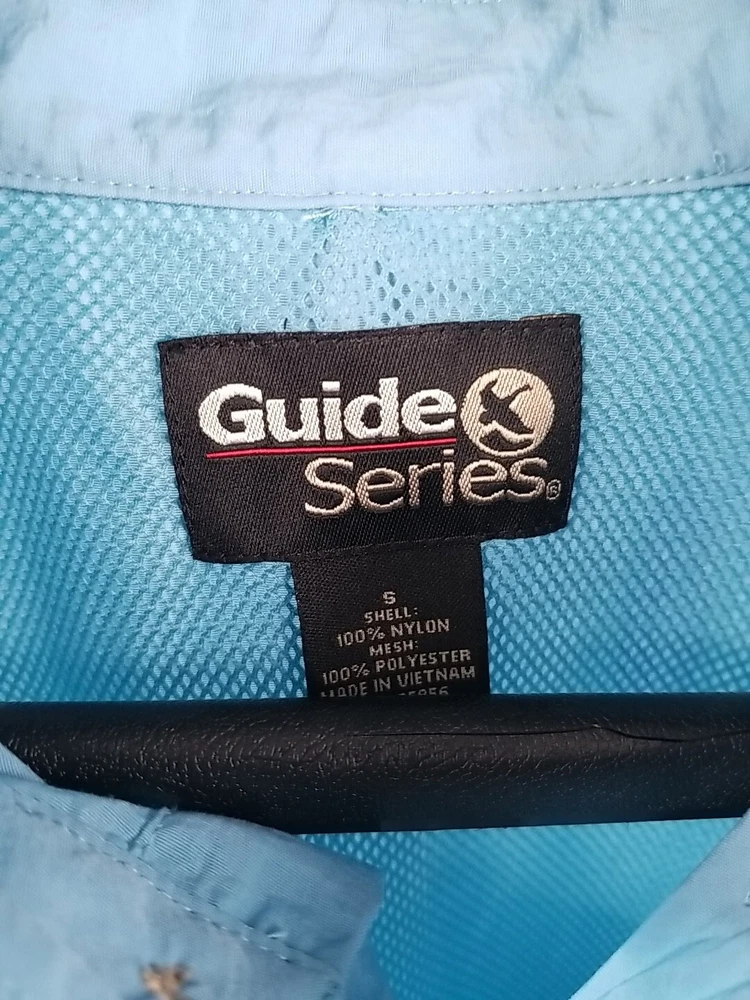 Guide
Series®
S
SHELL:
100% NYLON
MESH:
100% POLYESTER
MADE IN VIETNAM